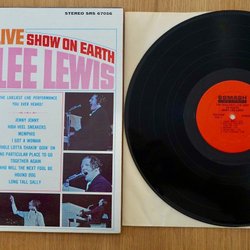 STEREO SRS 67056
LIVE SHOW ON EARTH
LEE LEWIS
THE LIVELIEST LIVE PERFORMANCE
YOU EVER HEARD!
JENNY JENNY
HIGH HEEL SNEAKERS
MEMPHIS
I GOT A WOMAN
WHOLE LOTTA SHAKIN' GOIN' ON
NO PARTICULAR PLACE TO GO
TOGETHER AGAIN
WHO WILL THE NEXT FOOL BE
HOUND DOG
LONG TALL SALLY
SMASH